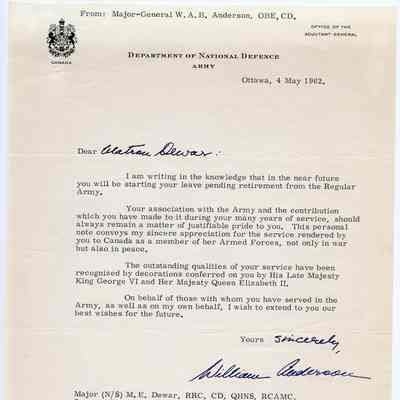 From: Major-General W.A.B. Anderson, OBE, CD.
OFFICE OF THE
ADJUTANT-GENERAL
CANADA
DEPARTMENT OF NATIONAL DEFENCE
ARMY
Ottawa, 4 May 1962.
Dear Matron Dewar:
I am writing in the knowledge that in the near future
you will be starting your leave pending retirement from the Regular
Army.
Your association with the Army and the contribution
which you have made to it during your many years of service, should
always remain a matter of justifiable pride to you. This personal
note conveys my sincere appreciation for the service rendered by
you to Canada as a member of her Armed Forces, not only in war
but also in peace.
The outstanding qualities of your service have been
recognized by decorations conferred on you by His Late Majesty
King George VI and Her Majesty Queen Elizabeth II.
On behalf of those with whom you have served in the
Army, as well as on my own behalf, I wish to extend to you our
best wishes for the future.
Yours sincerely,
William Anderson
Major (N/S) M.E. Dewar, RRC, CD, QHNS, RCAMC.